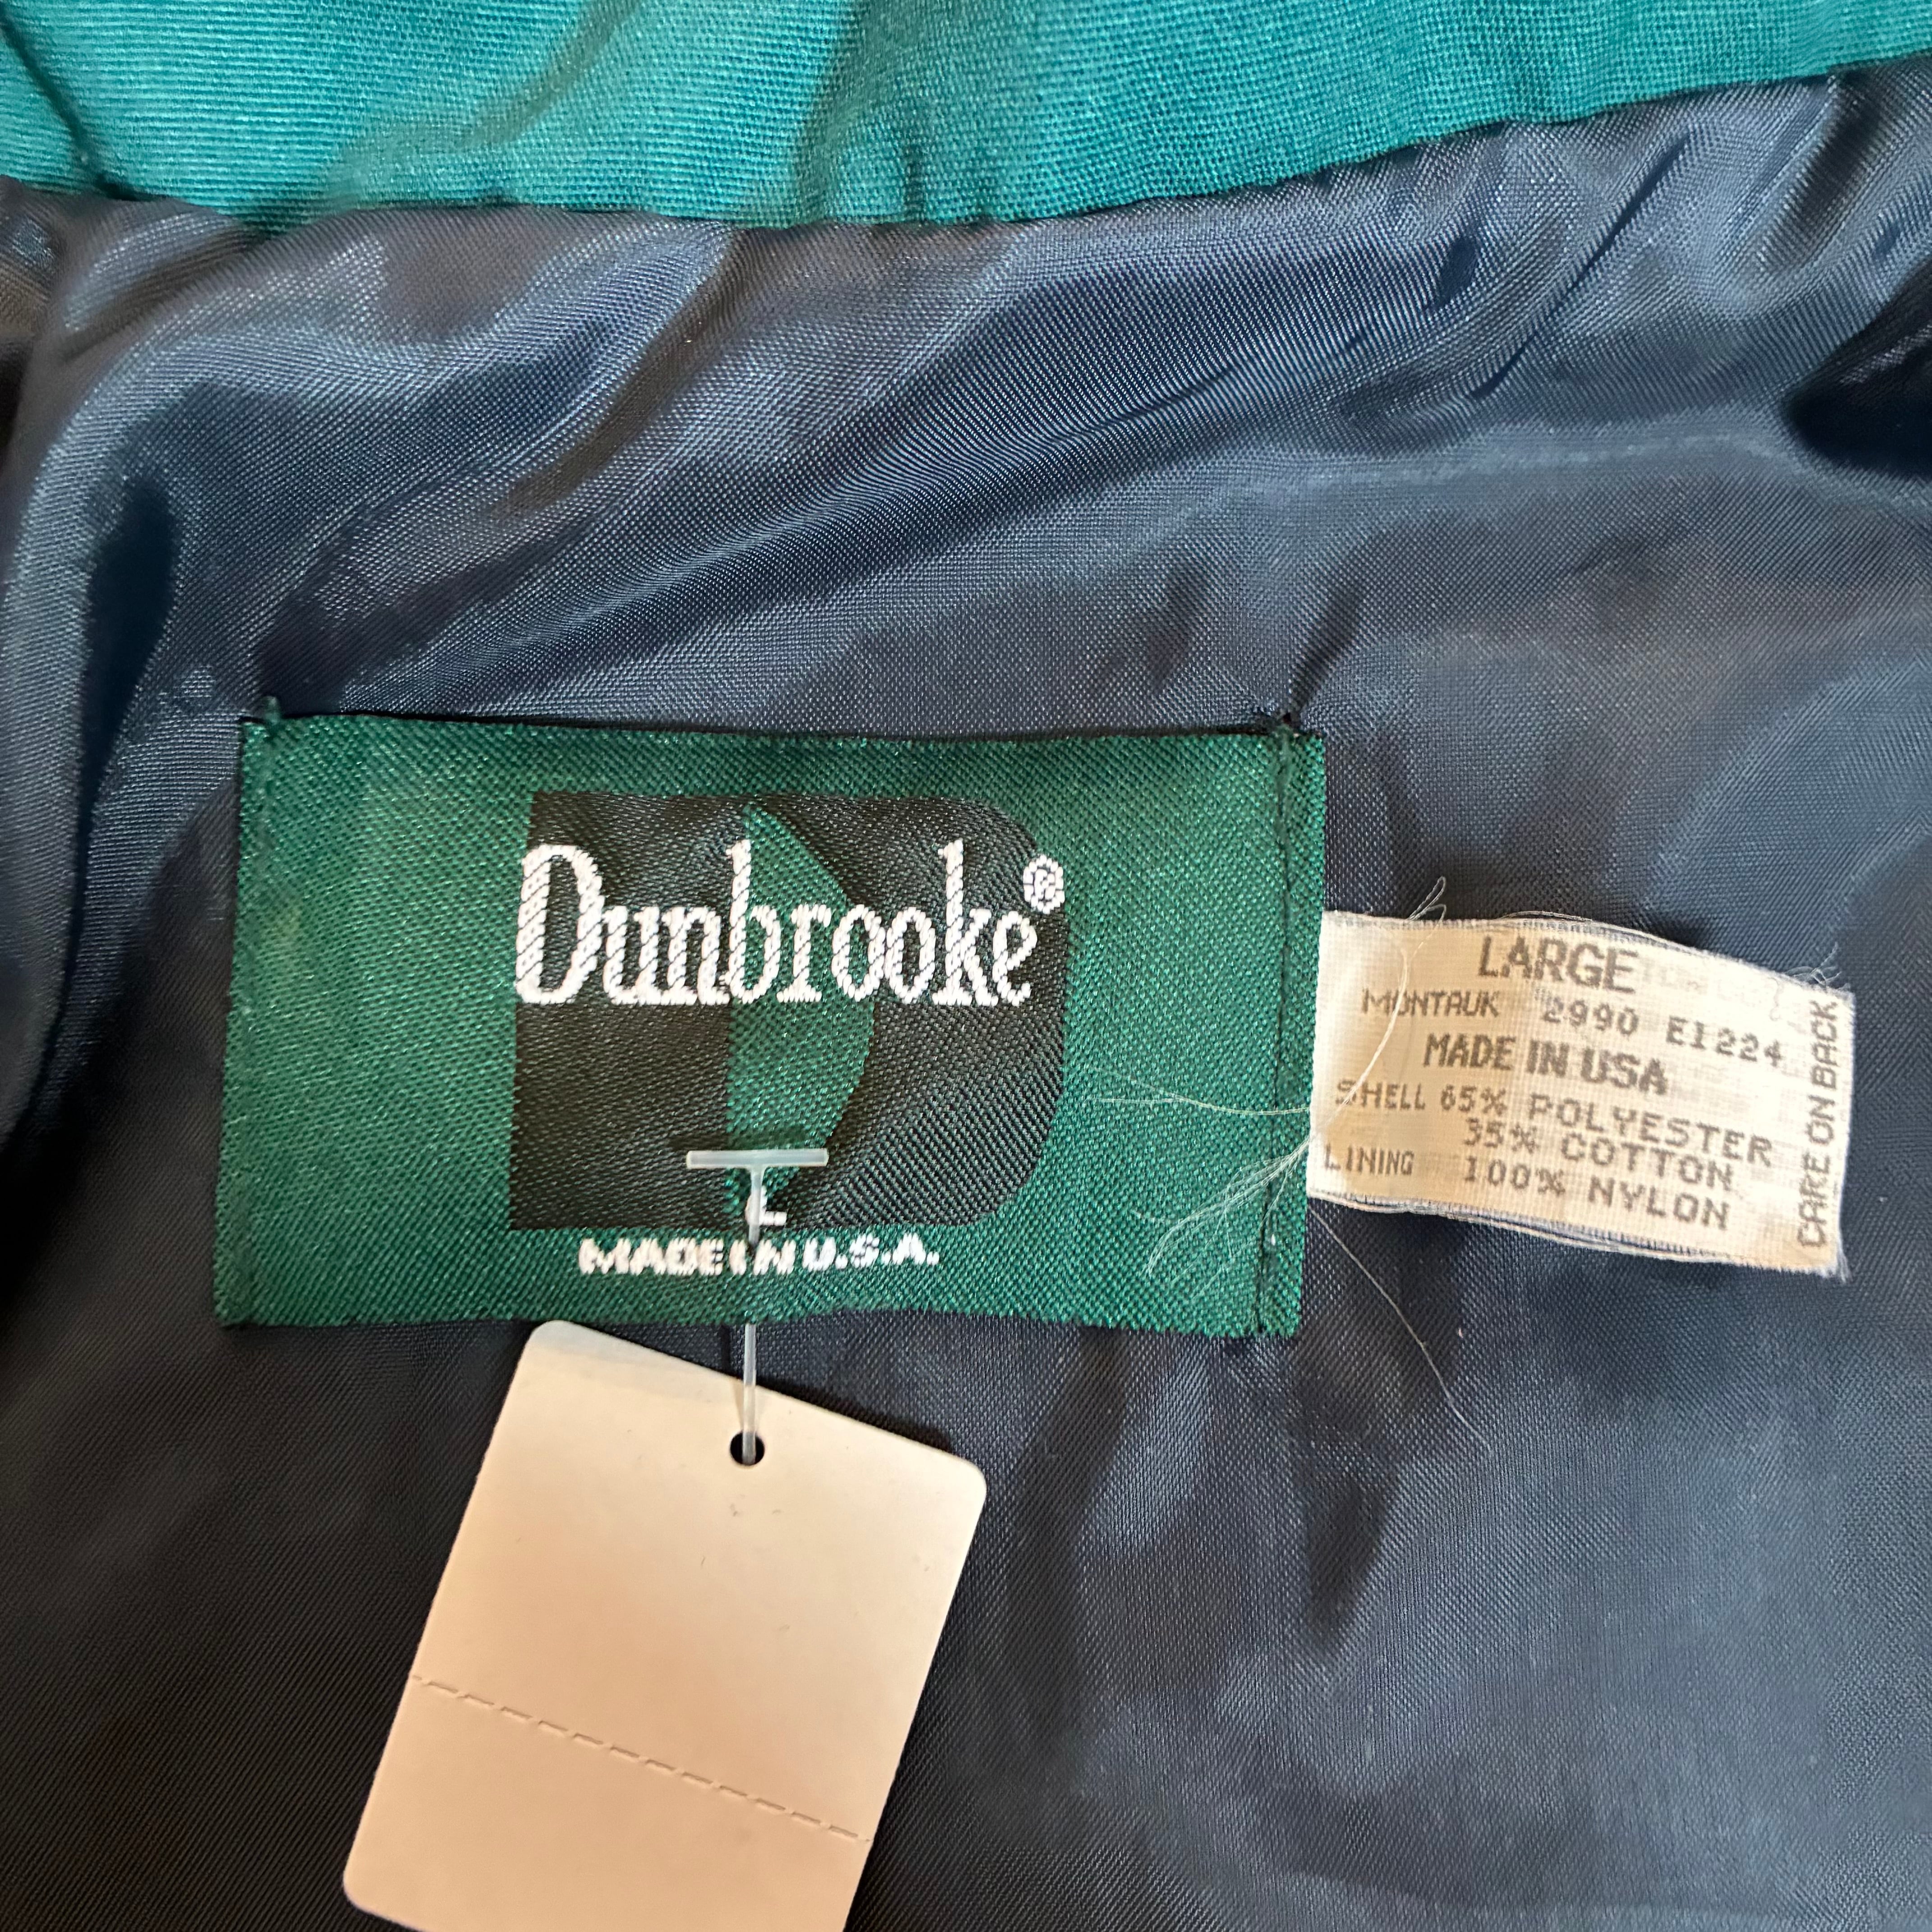 Dunbrooke®
L
MADE IN U.S.A.
LARGE
MONTAUK 2990 E1224
MADE IN USA
SHELL 65% POLYESTER
35% COTTON
LINING 100% NYLON
CARE ON BACK